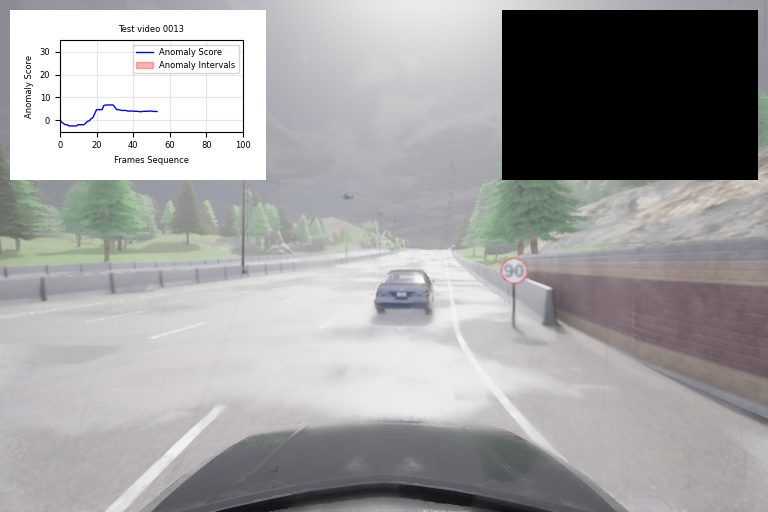 Test video 0013
Anomaly Score
Anomaly Intervals
Anomaly Score
30
20
10
0
0 20 40 60 80 100
Frames Sequence
90